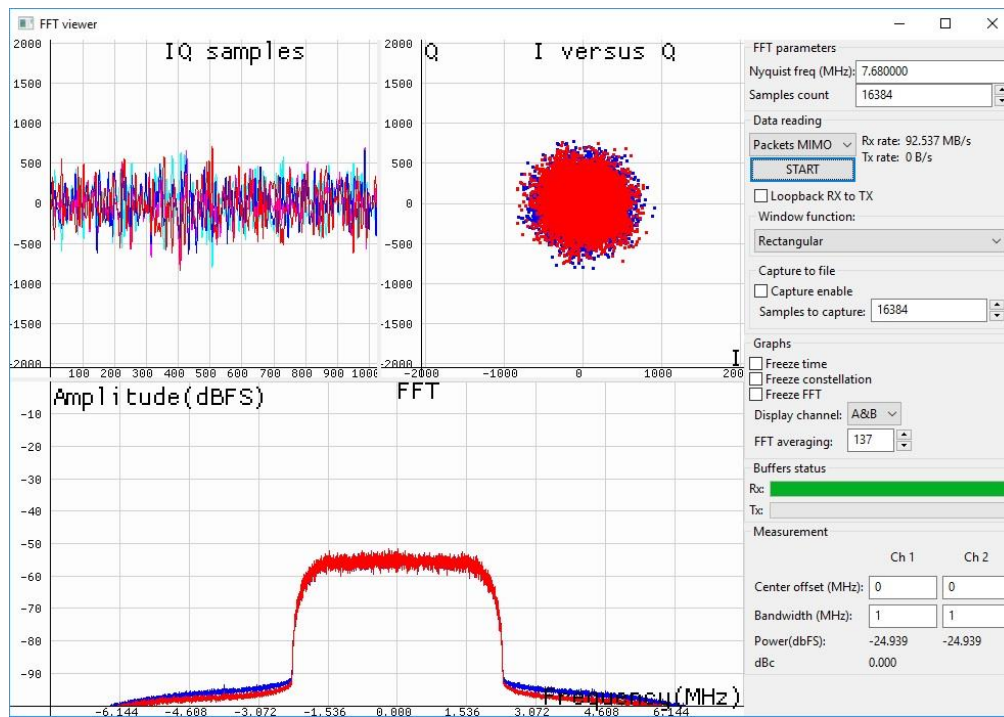 FFT viewer
IQ samples
2000
1500
1000
500
0
-500
-1000
-1500
-2000
100 200 300 400 500 600 700 800 900 1000
Q I versus Q
2000
1500
1000
500
0
-500
-1000
-1500
-2000
-2000 -1000 0 1000 200
I
Amplitude(dBFS) FFT
-10
-20
-30
-40
-50
-60
-70
-80
-90
Frequency(MHz)
-6.144 -4.608 -3.072 -1.536 0.000 1.536 3.072 4.608 6.144
FFT parameters
Nyquist freq (MHz): 7.680000
Samples count 16384
Data reading
Packets MIMO Rx rate: 92.537 MB/s
Tx rate: 0 B/s
START
Loopback RX to TX
Window function:
Rectangular
Capture to file
Capture enable
Samples to capture: 16384
Graphs
Freeze time
Freeze constellation
Freeze FFT
Display channel: A&B
FFT averaging: 137
Buffers status
Rx:
Tx:
Measurement
Ch 1 Ch 2
Center offset (MHz): 0 0
Bandwidth (MHz): 1 1
Power(dbFS): -24.939 -24.939
dBc 0.000